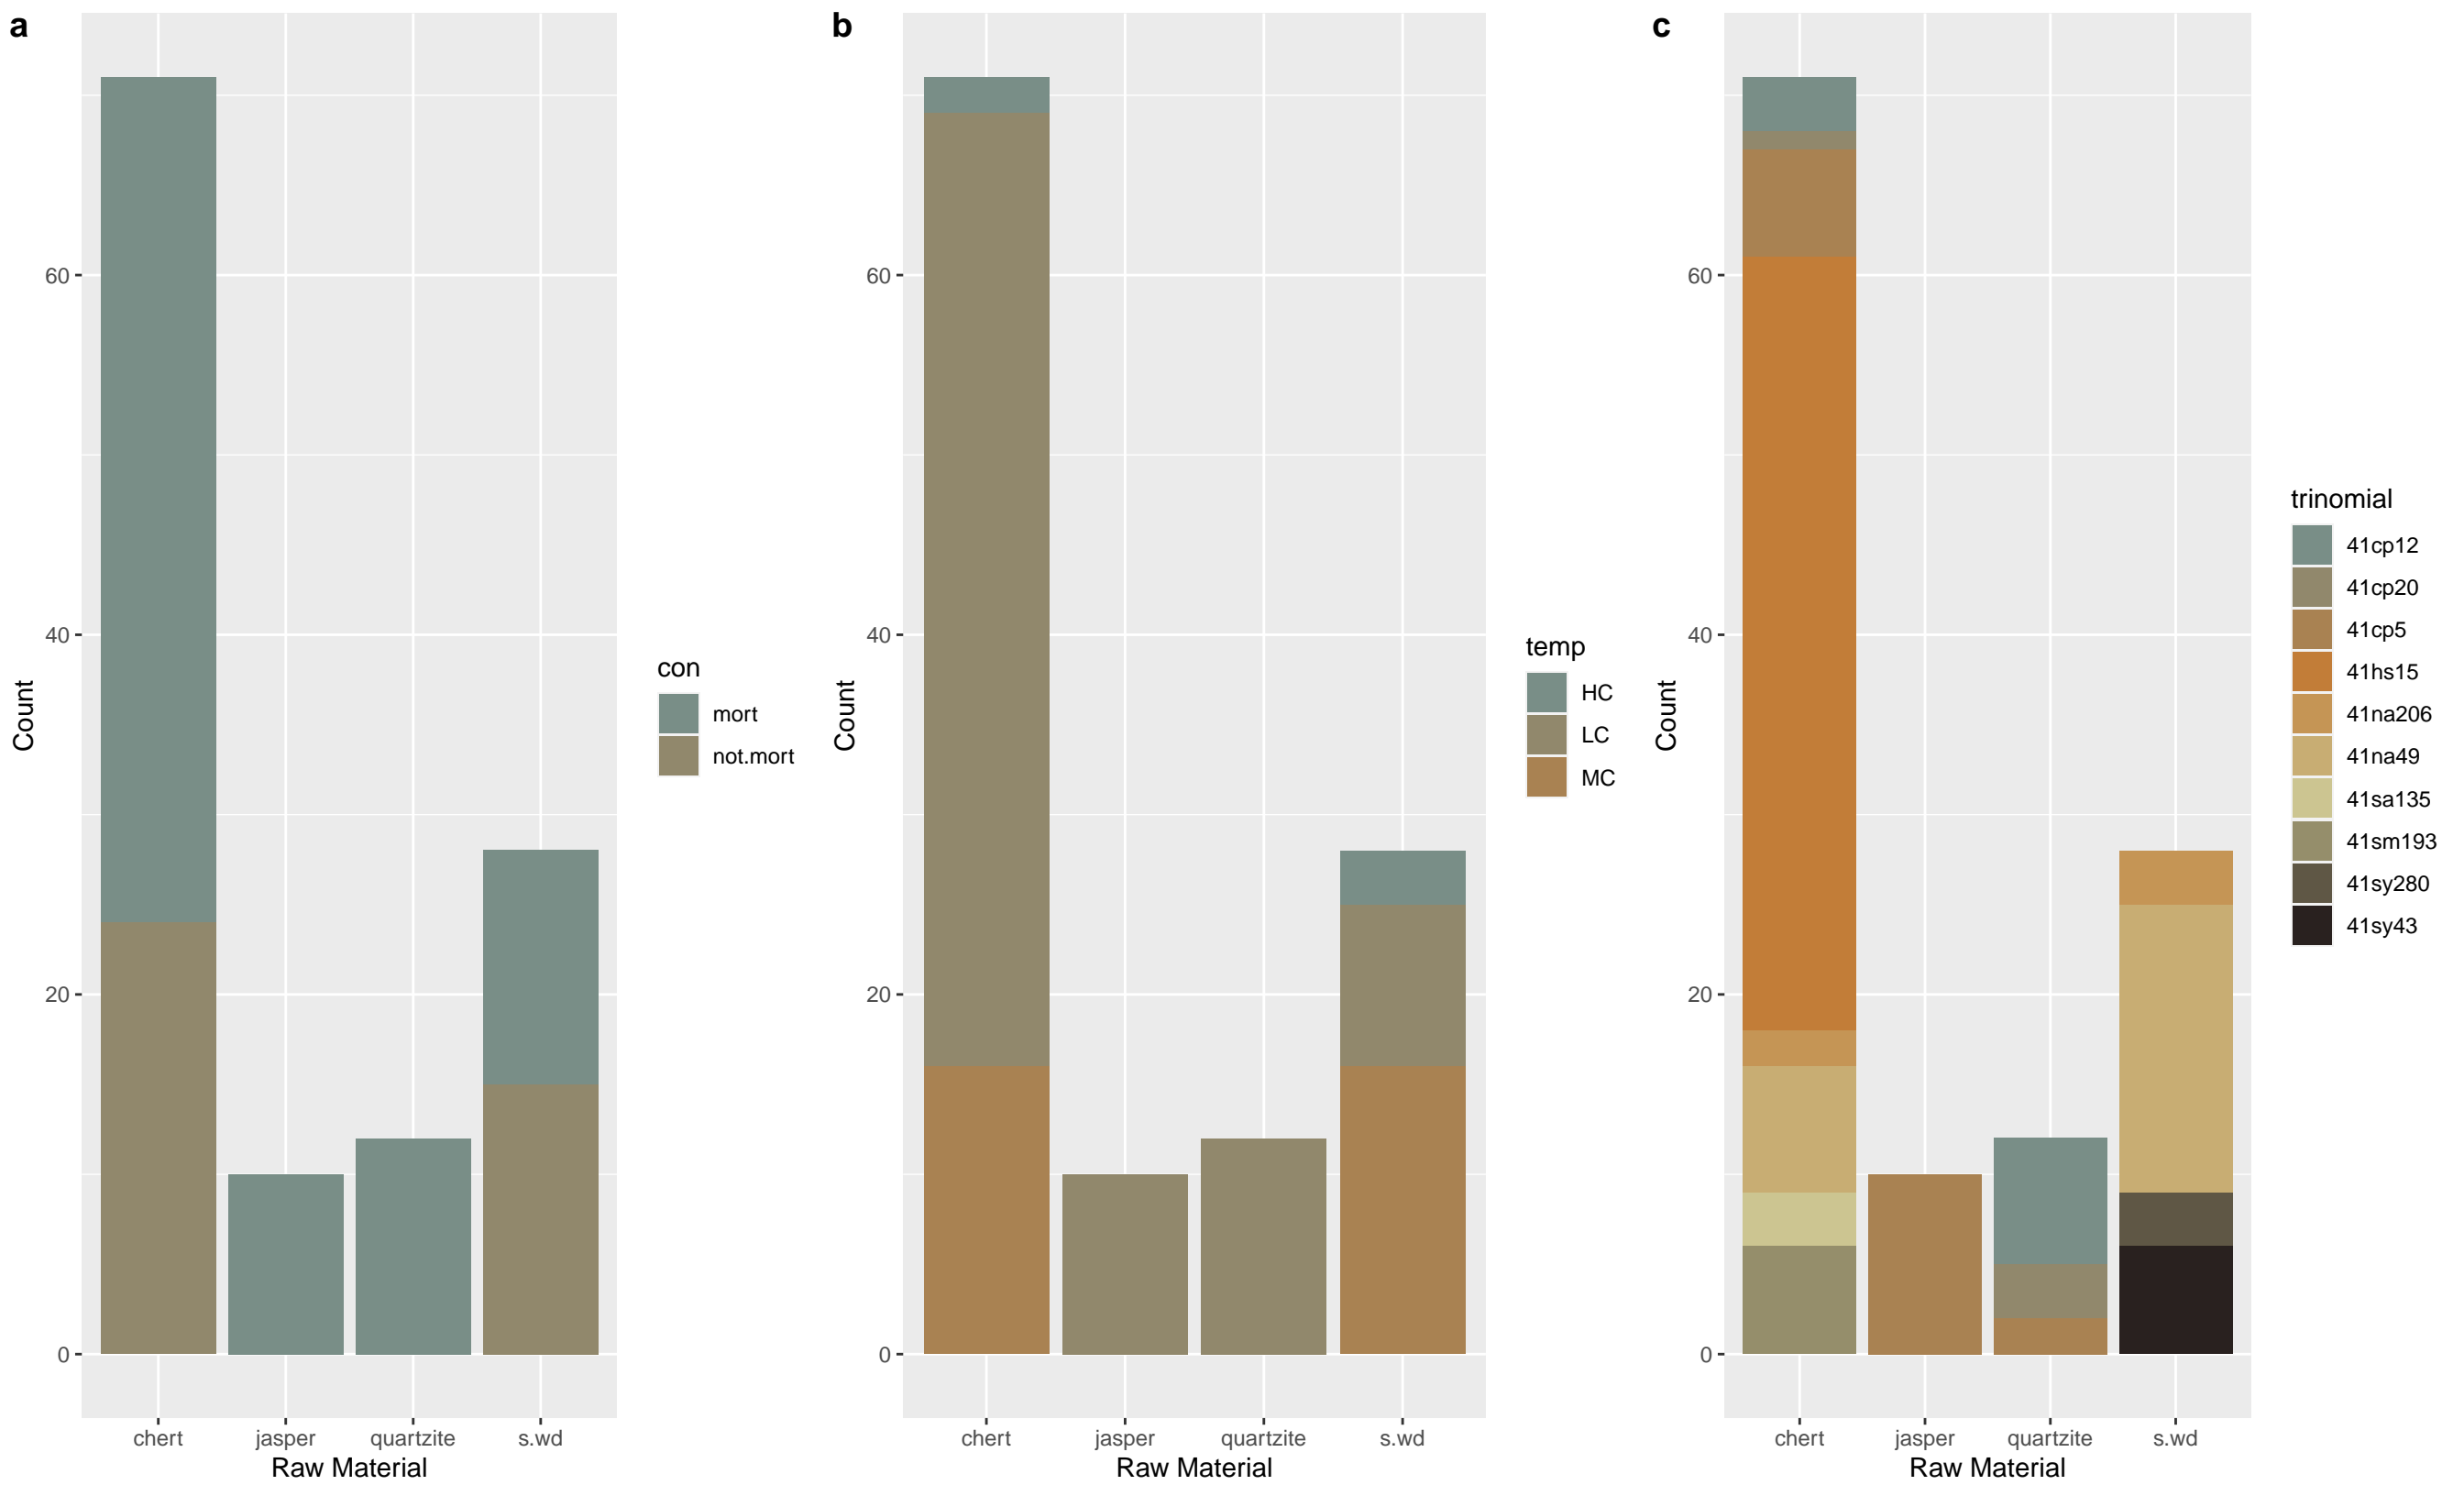 a
Count
60
40
20
0
chert
jasper
quartzite
s.wd
Raw Material
con
mort
not.mort
b
Count
60
40
20
0
chert
jasper
quartzite
s.wd
Raw Material
temp
HC
LC
MC
c
Count
60
40
20
0
chert
jasper
quartzite
s.wd
Raw Material
trinomial
41cp12
41cp20
41cp5
41hs15
41na206
41na49
41sa135
41sm193
41sy280
41sy43